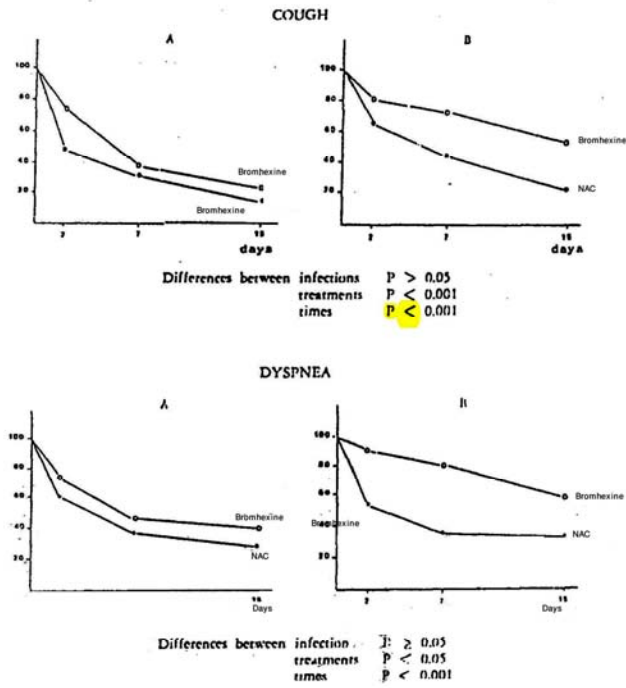 COUGH
A
B
100
80
60
40
20
Bromhexine
Bromhexine
2 7 15
days
100
80
60
40
20
Bromhexine
NAC
2 7 15
days
Differences between infections P > 0.05
treatments P < 0.001
times P < 0.001
DYSPNEA
A
B
100
80
60
40
20
Bromhexine
NAC
15
Days
100
80
60
40
20
Bromhexine
Bromhexine
NAC
2 7 15
Days
Differences between infection P ≥ 0.05
treatments P < 0.05
times P < 0.001